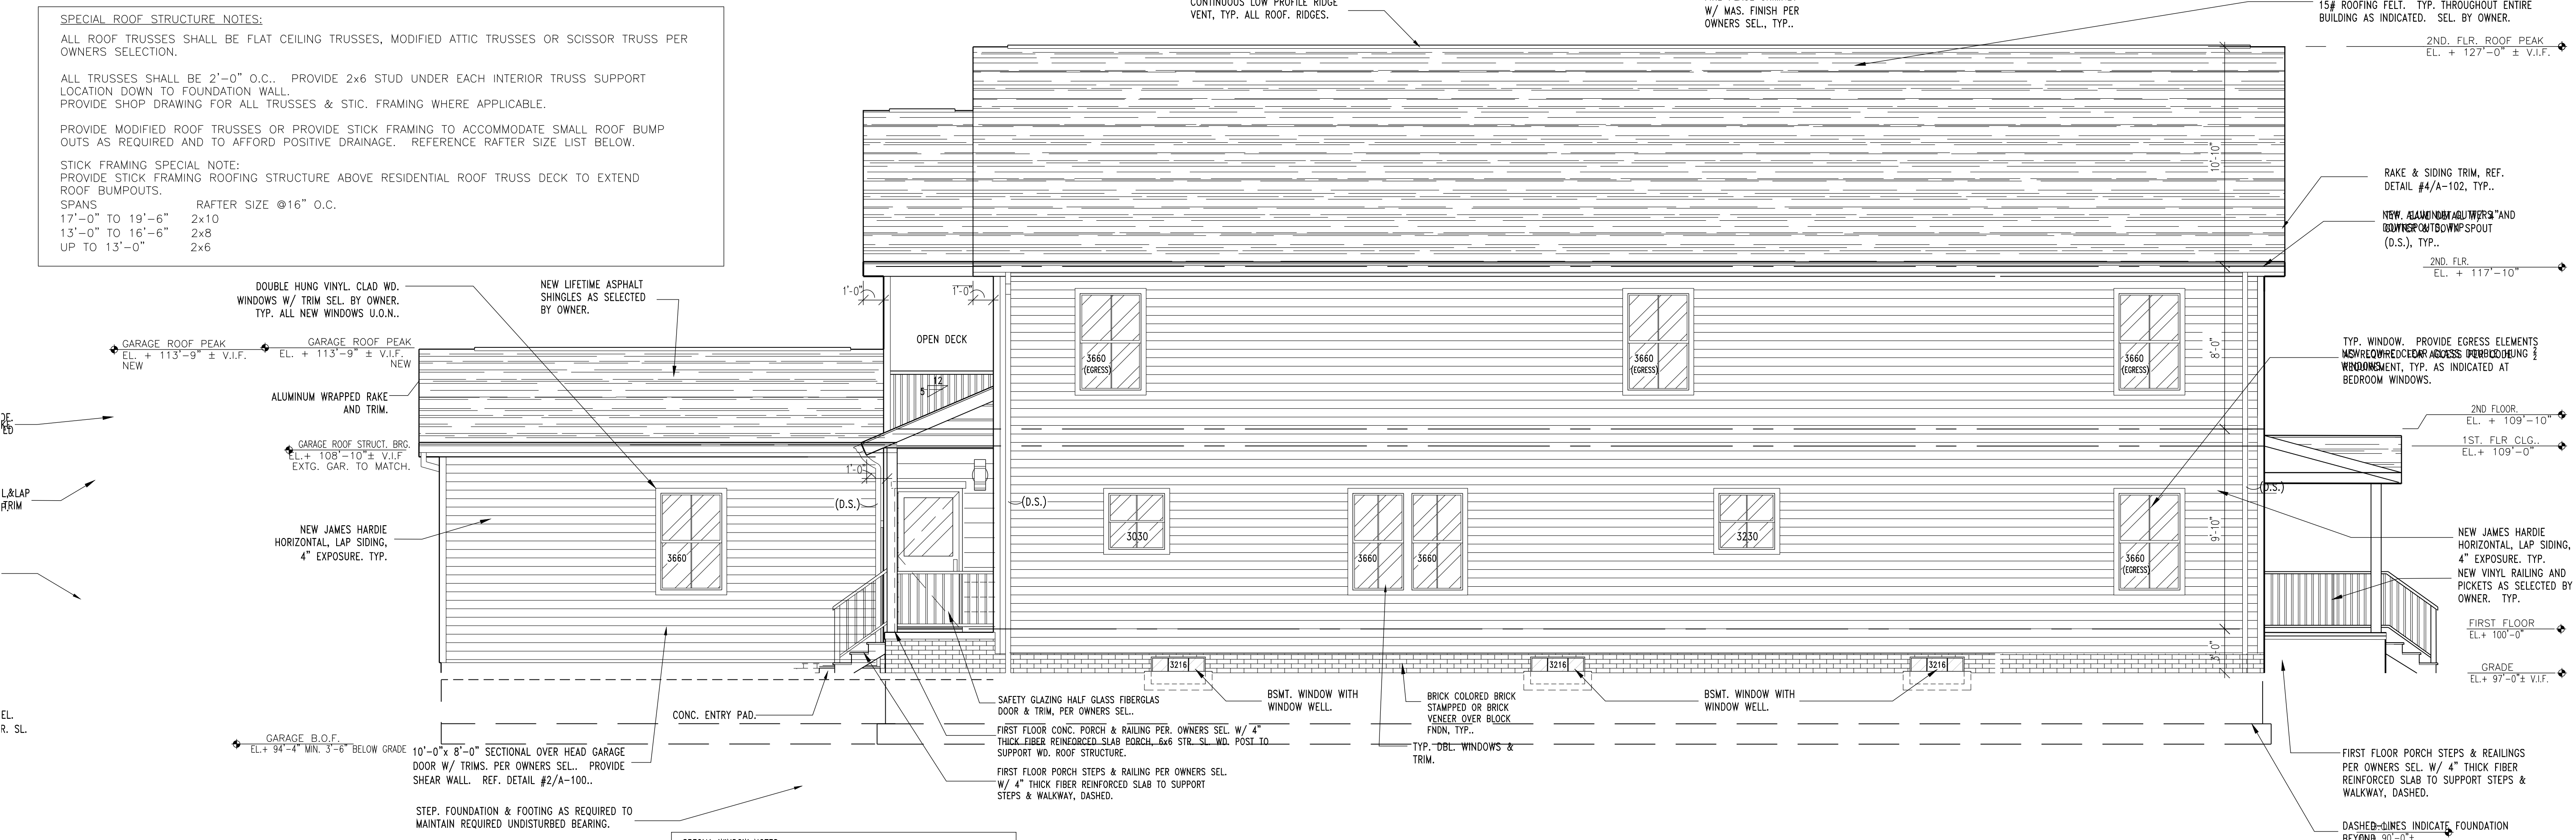 SPECIAL ROOF STRUCTURE NOTES:
ALL ROOF TRUSSES SHALL BE FLAT CEILING TRUSSES, MODIFIED ATTIC TRUSSES OR SCISSOR TRUSS PER
OWNERS SELECTION.
ALL TRUSSES SHALL BE 2'-0" O.C.. PROVIDE 2x6 STUD UNDER EACH INTERIOR TRUSS SUPPORT
LOCATION DOWN TO FOUNDATION WALL.
PROVIDE SHOP DRAWING FOR ALL TRUSSES & STIC. FRAMING WHERE APPLICABLE.
PROVIDE MODIFIED ROOF TRUSSES OR PROVIDE STICK FRAMING TO ACCOMMODATE SMALL ROOF BUMP
OUTS AS REQUIRED AND TO AFFORD POSITIVE DRAINAGE. REFERENCE RAFTER SIZE LIST BELOW.
STICK FRAMING SPECIAL NOTE:
PROVIDE STICK FRAMING ROOFING STRUCTURE ABOVE RESIDENTIAL ROOF TRUSS DECK TO EXTEND
ROOF BUMPOUTS.
SPANS RAFTER SIZE @16" O.C.
17'-0" TO 19'-6" 2x10
13'-0" TO 16'-6" 2x8
UP TO 13'-0" 2x6
CONTINUOUS LOW PROFILE RIDGE
VENT, TYP. ALL ROOF. RIDGES.
W/ MAS. FINISH PER
OWNERS SEL., TYP..
15# ROOFING FELT. TYP. THROUGHOUT ENTIRE
BUILDING AS INDICATED. SEL. BY OWNER.
2ND. FLR. ROOF PEAK
EL. + 127'-0" ± V.I.F.
10'-10"
RAKE & SIDING TRIM, REF.
DETAIL #4/A-102, TYP..
(D.S.), TYP..
2ND. FLR.
EL. + 117'-10"
DOUBLE HUNG VINYL. CLAD WD.
WINDOWS W/ TRIM SEL. BY OWNER.
TYP. ALL NEW WINDOWS U.O.N..
NEW LIFETIME ASPHALT
SHINGLES AS SELECTED
BY OWNER.
1'-0"
1'-0"
OPEN DECK
3660
(EGRESS)
3660
(EGRESS)
3660
(EGRESS)
8'-0"
TYP. WINDOW. PROVIDE EGRESS ELEMENTS
REQUIREMENT, TYP. AS INDICATED AT
BEDROOM WINDOWS.
GARAGE ROOF PEAK
EL. + 113'-9" ± V.I.F.
NEW
GARAGE ROOF PEAK
EL. + 113'-9" ± V.I.F.
NEW
12
5
ALUMINUM WRAPPED RAKE
AND TRIM.
2ND FLOOR.
EL. + 109'-10"
1ST. FLR CLG..
EL.+ 109'-0"
GARAGE ROOF STRUCT. BRG.
EL.+ 108'-10"± V.I.F
EXTG. GAR. TO MATCH.
1'-0"
(D.S.)
(D.S.)
(D.S.)
3660
3030
3660
3660
3230
3660
(EGRESS)
9'-10"
NEW JAMES HARDIE
HORIZONTAL, LAP SIDING,
4" EXPOSURE. TYP.
NEW JAMES HARDIE
HORIZONTAL, LAP SIDING,
4" EXPOSURE. TYP.
NEW VINYL RAILING AND
PICKETS AS SELECTED BY
OWNER. TYP.
FIRST FLOOR
EL.+ 100'-0"
3'-0"
GRADE
EL.+ 97'-0"± V.I.F.
3216
3216
3216
CONC. ENTRY PAD.
SAFETY GLAZING HALF GLASS FIBERGLAS
DOOR & TRIM, PER OWNERS SEL..
BSMT. WINDOW WITH
WINDOW WELL.
BRICK COLORED BRICK
STAMPPED OR BRICK
VENEER OVER BLOCK
FNDN, TYP..
BSMT. WINDOW WITH
WINDOW WELL.
EL.
R. SL.
GARAGE B.O.F.
EL.+ 94'-4" MIN. 3'-6" BELOW GRADE
10'-0"x 8'-0" SECTIONAL OVER HEAD GARAGE
DOOR W/ TRIMS. PER OWNERS SEL.. PROVIDE
SHEAR WALL. REF. DETAIL #2/A-100..
FIRST FLOOR CONC. PORCH & RAILING PER. OWNERS SEL. W/ 4"
THICK FIBER REINFORCED SLAB PORCH, 6x6 STR. SL. WD. POST TO
SUPPORT WD. ROOF STRUCTURE.
TYP. DBL. WINDOWS &
TRIM.
FIRST FLOOR PORCH STEPS & RAILING PER OWNERS SEL.
W/ 4" THICK FIBER REINFORCED SLAB TO SUPPORT
STEPS & WALKWAY, DASHED.
FIRST FLOOR PORCH STEPS & REAILINGS
PER OWNERS SEL. W/ 4" THICK FIBER
REINFORCED SLAB TO SUPPORT STEPS &
WALKWAY, DASHED.
STEP. FOUNDATION & FOOTING AS REQUIRED TO
MAINTAIN REQUIRED UNDISTURBED BEARING.
DASHED LINES INDICATE FOUNDATION